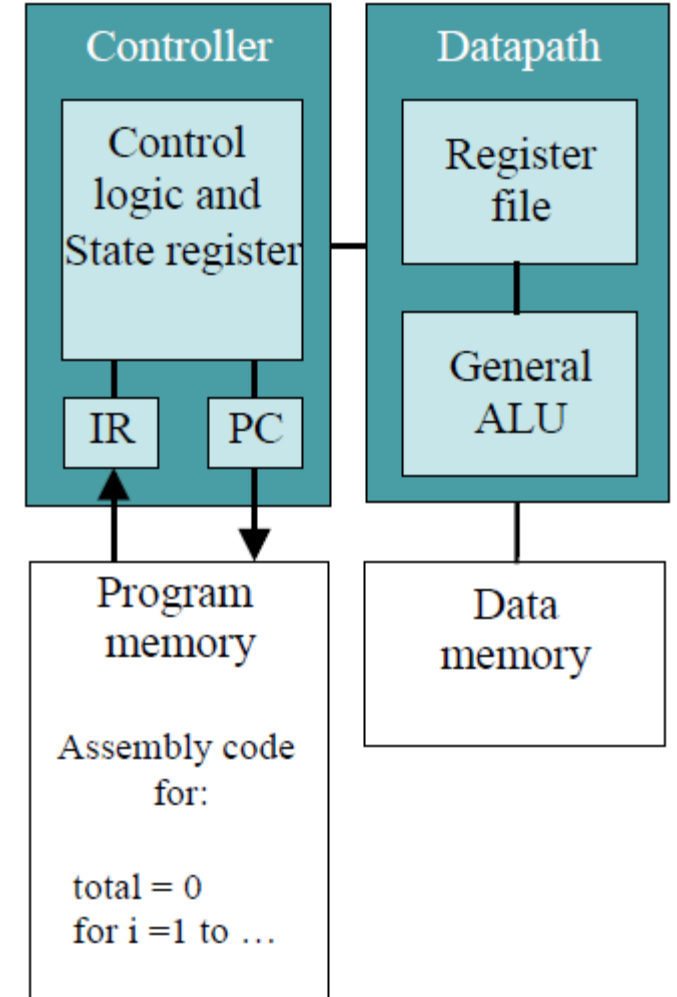 Controller
Control
logic and
State register
IR
PC
Datapath
Register
file
General
ALU
Program
memory
Assembly code
for:
total = 0
for i =1 to …
Data
memory